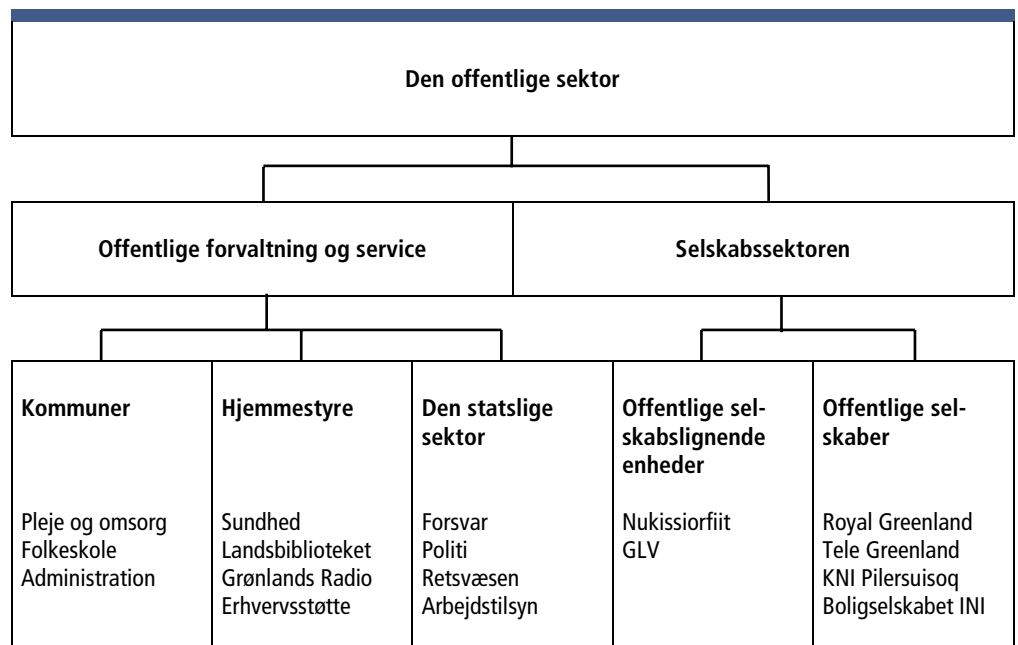 Den offentlige sektor
Offentlige forvaltning og service
Selskabssektoren
Kommuner
Pleje og omsorg
Folkeskole
Administration
Hjemmestyre
Sundhed
Landsbiblioteket
Grønlands Radio
Erhvervsstøtte
Den statslige
sektor
Forsvar
Politi
Retsvæsen
Arbejdstilsyn
Offentlige sel-
skabslignende
enheder
Nukissiorfiit
GLV
Offentlige sel-
skaber
Royal Greenland
Tele Greenland
KNI Pilersuisoq
Boligselskabet INI